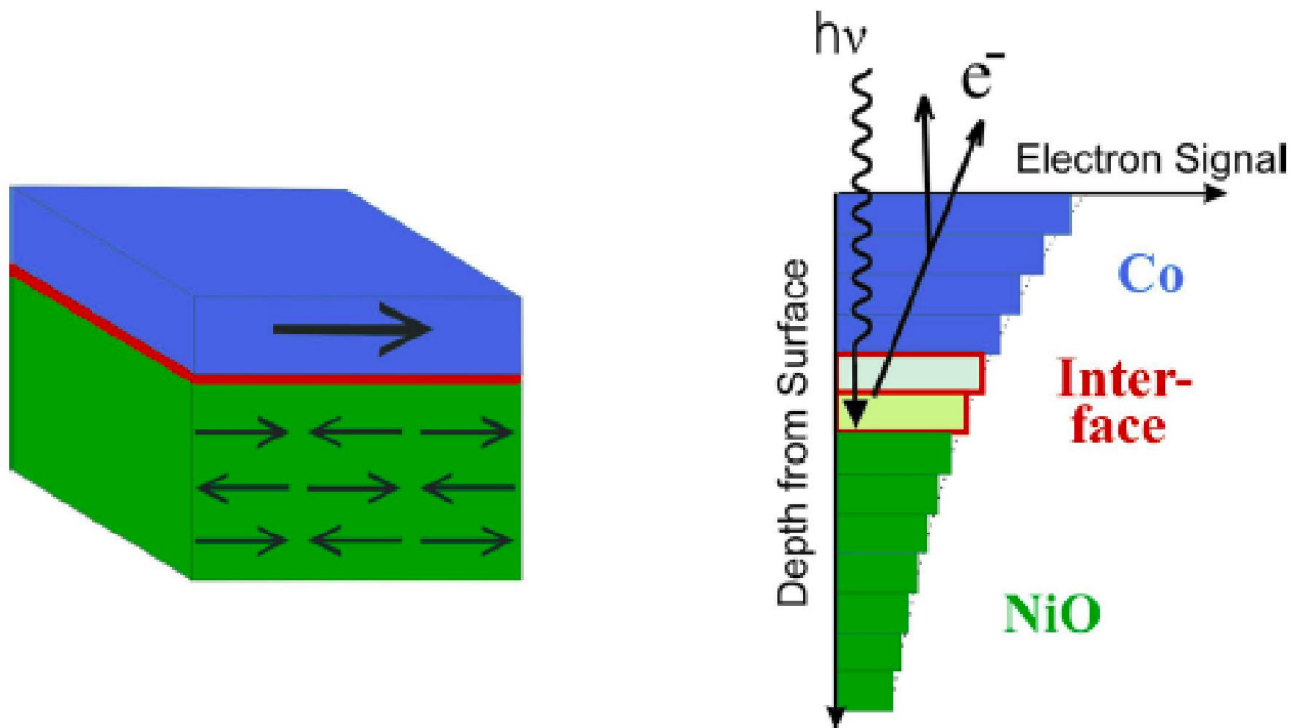 hν
e-
Electron Signal
Depth from Surface
Co
Inter-
face
NiO